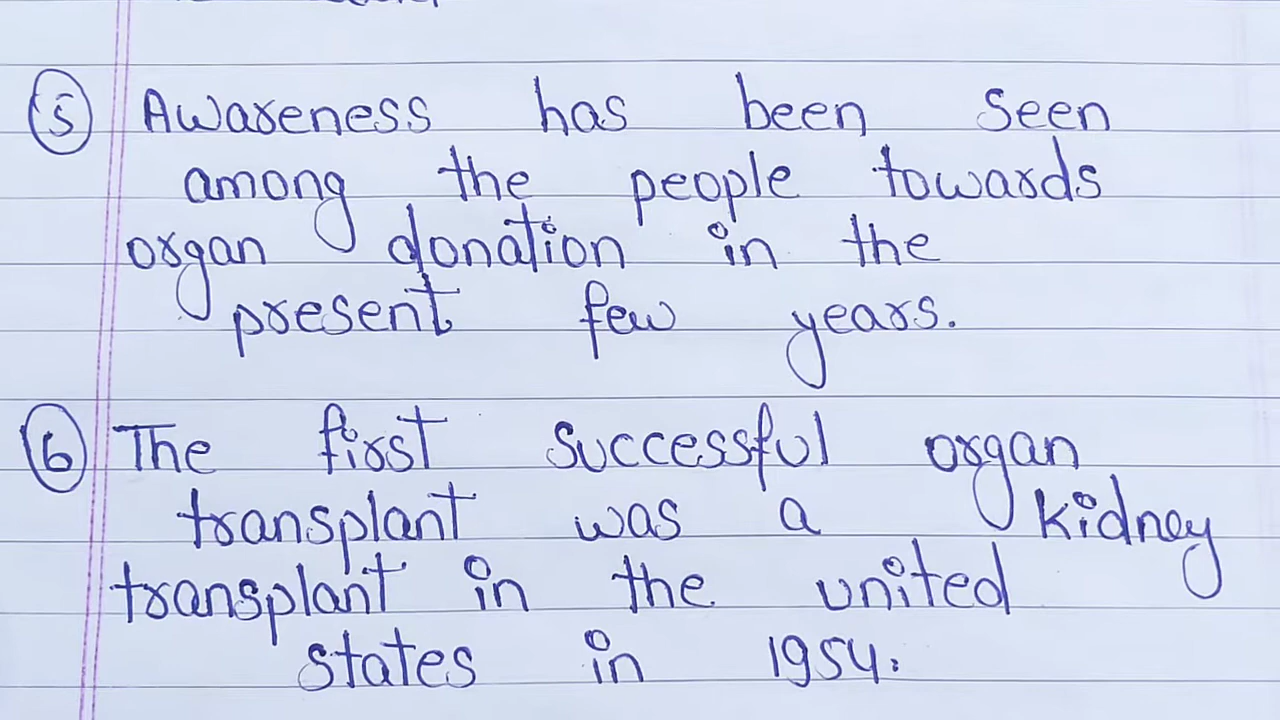 5 Awareness has been seen
among the people towards
organ donation in the
present few years.
6 The first successful organ
transplant was a kidney
transplant in the united
states in 1954.